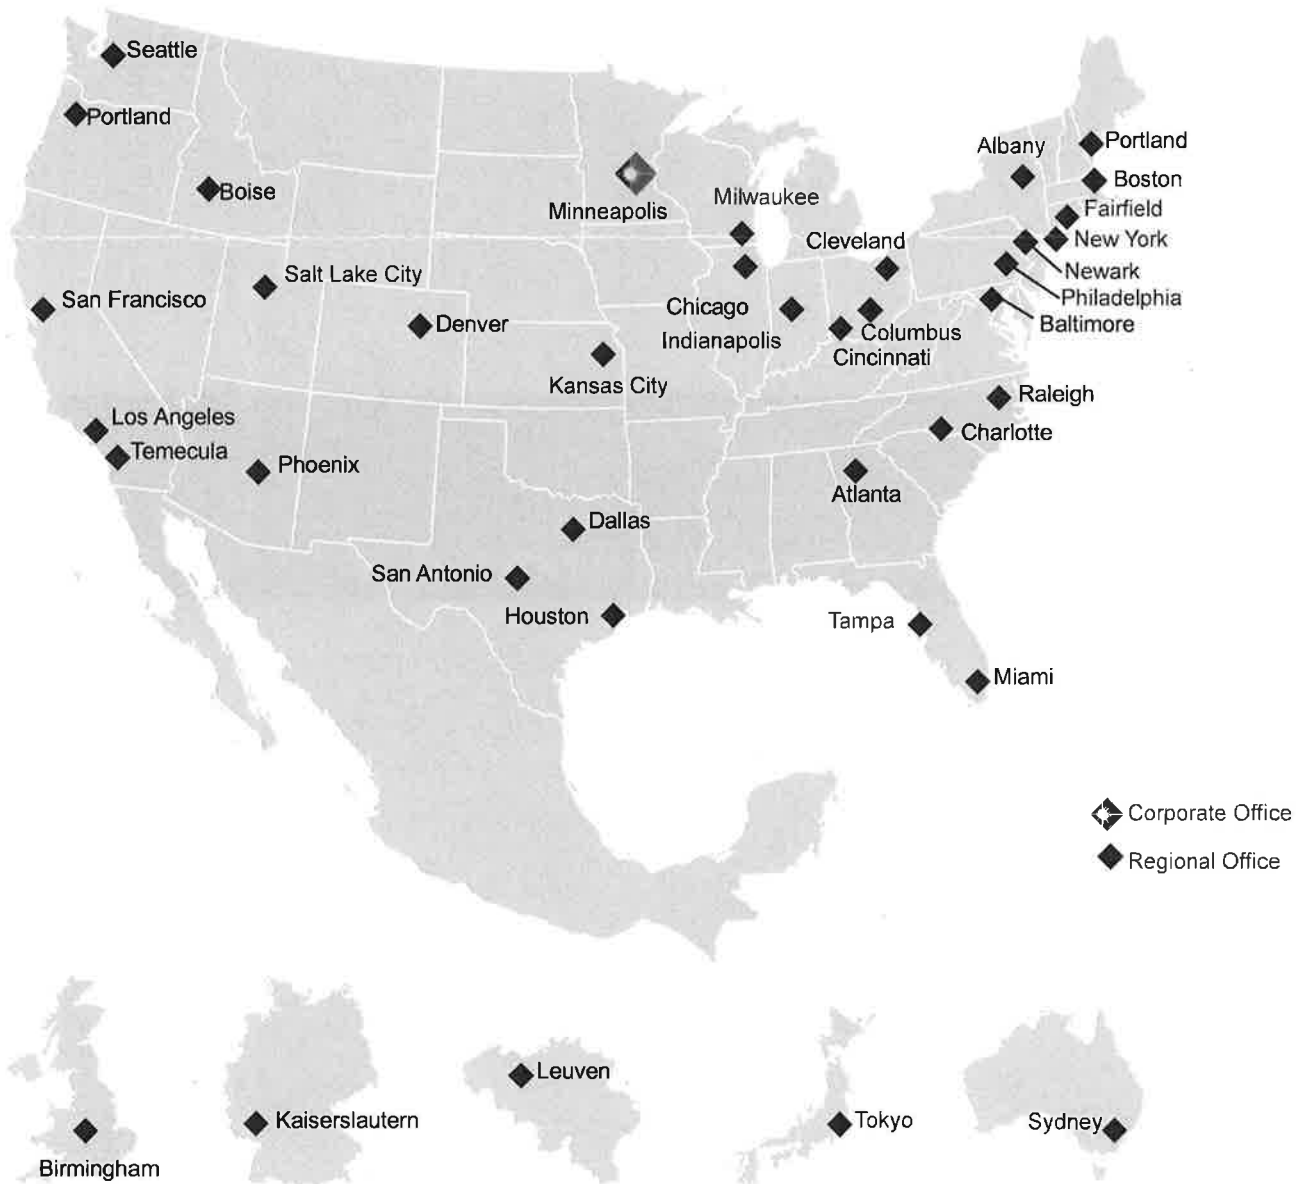 Seattle
Portland
Portland
Albany
Boston
Boise
Milwaukee
Minneapolis
Fairfield
Cleveland
New York
Salt Lake City
Newark
San Francisco
Philadelphia
Chicago
Denver
Baltimore
Columbus
Indianapolis
Cincinnati
Kansas City
Raleigh
Los Angeles
Charlotte
Temecula
Phoenix
Atlanta
Dallas
San Antonio
Houston
Tampa
Miami
Corporate Office
Regional Office
Leuven
Kaiserslautern
Tokyo
Sydney
Birmingham